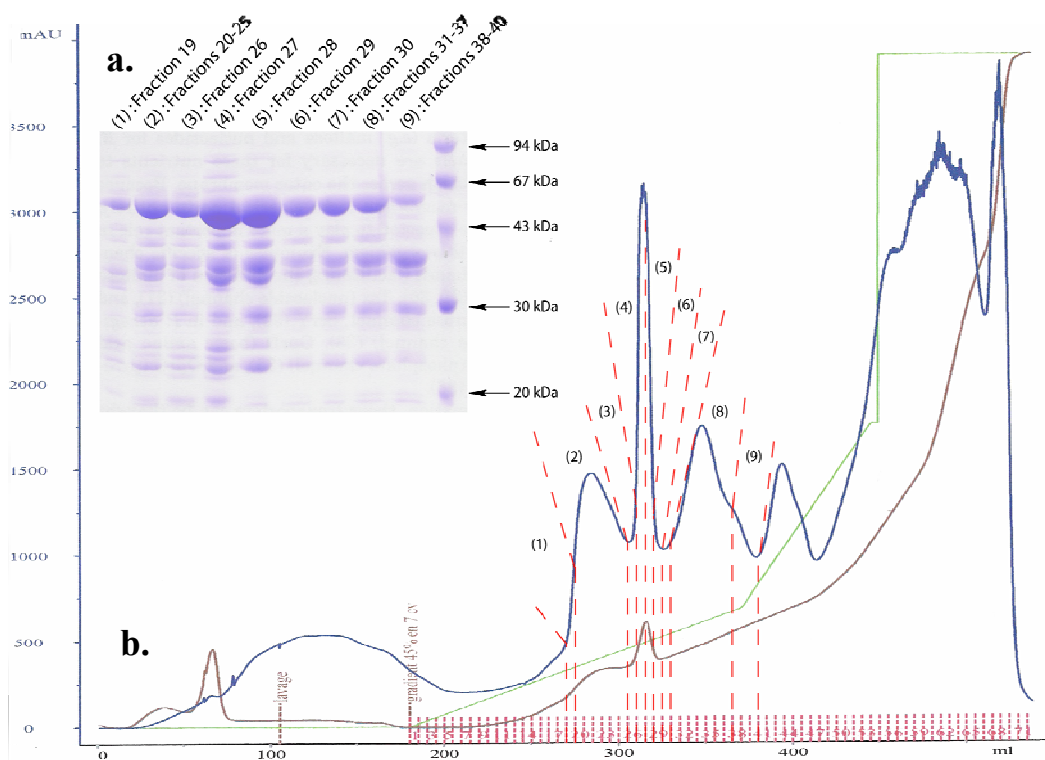 mAU
a.
(1) : Fraction 19
(2) : Fractions 20-25
(3) : Fraction 26
(4) : Fraction 27
(5) : Fraction 28
(6) : Fraction 29
(7) : Fraction 30
(8) : Fractions 31-37
(9) : Fractions 38-40
94 kDa
67 kDa
43 kDa
30 kDa
20 kDa
3500
3000
2500
2000
1500
1000
500
0
(1)
(2)
(3)
(4)
(5)
(6)
(7)
(8)
(9)
b.
lavage
gradient 45% en 7 cv
0
100
300
400
ml